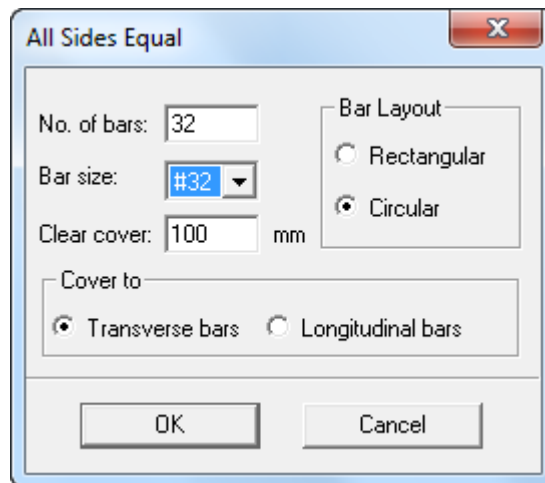 All Sides Equal
No. of bars: 32
Bar size: #32
Clear cover: 100 mm
Bar Layout
Rectangular
Circular
Cover to
Transverse bars Longitudinal bars
OK Cancel